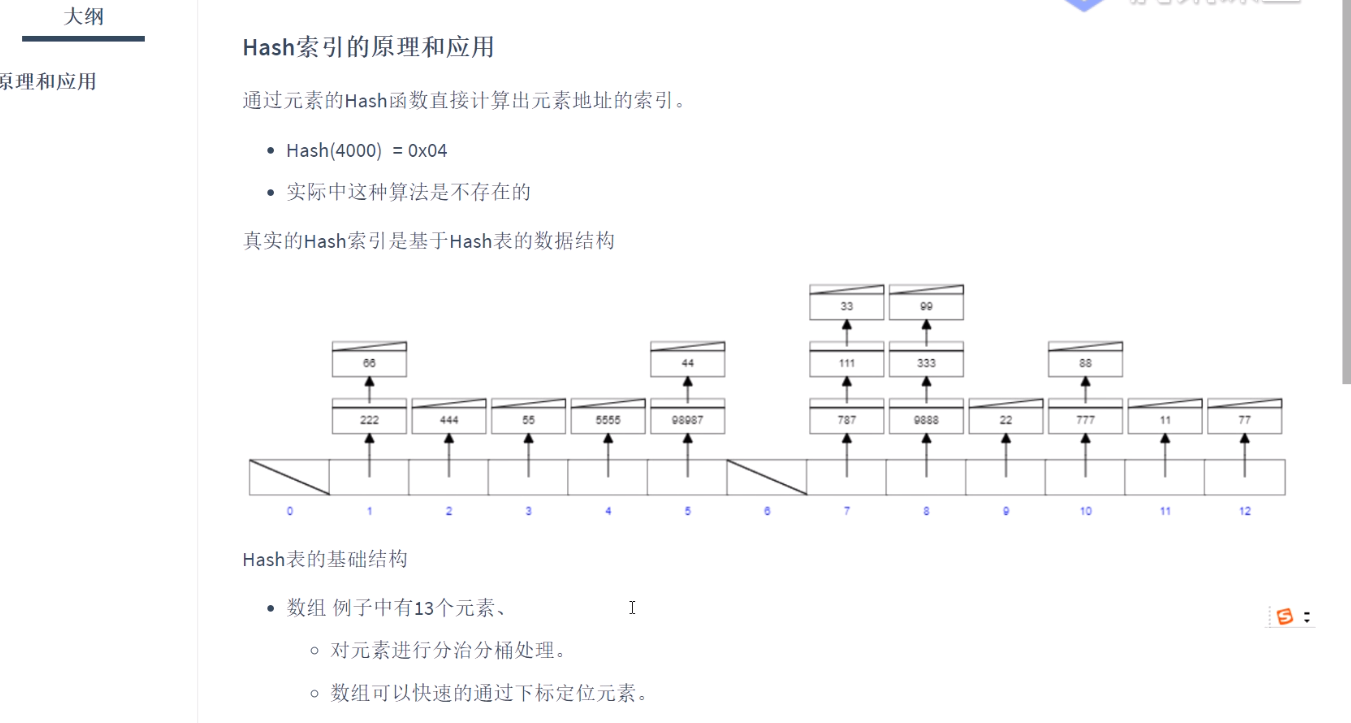 大纲
原理和应用
Hash索引的原理和应用
通过元素的Hash函数直接计算出元素地址的索引。
Hash(4000) = 0x04
实际中这种算法是不存在的
真实的Hash索引是基于Hash表的数据结构
33 99
66 44 111 333 88
222 444 55 5555 98987 787 9888 22 777 11 77
0 1 2 3 4 5 6 7 8 9 10 11 12
Hash表的基础结构
数组 例子中有13个元素、
对元素进行分治分桶处理。
数组可以快速的通过下标定位元素。